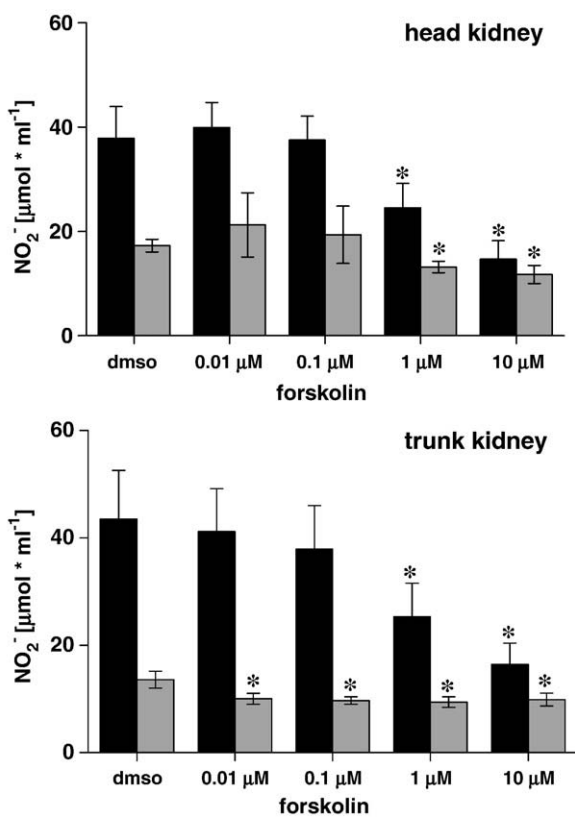 head kidney
NO₂⁻ [µmol * ml⁻¹]
60
40
20
0
* * * *
dmso 0.01 µM 0.1 µM 1 µM 10 µM
forskolin
trunk kidney
NO₂⁻ [µmol * ml⁻¹]
60
40
20
0
* * * * * *
dmso 0.01 µM 0.1 µM 1 µM 10 µM
forskolin